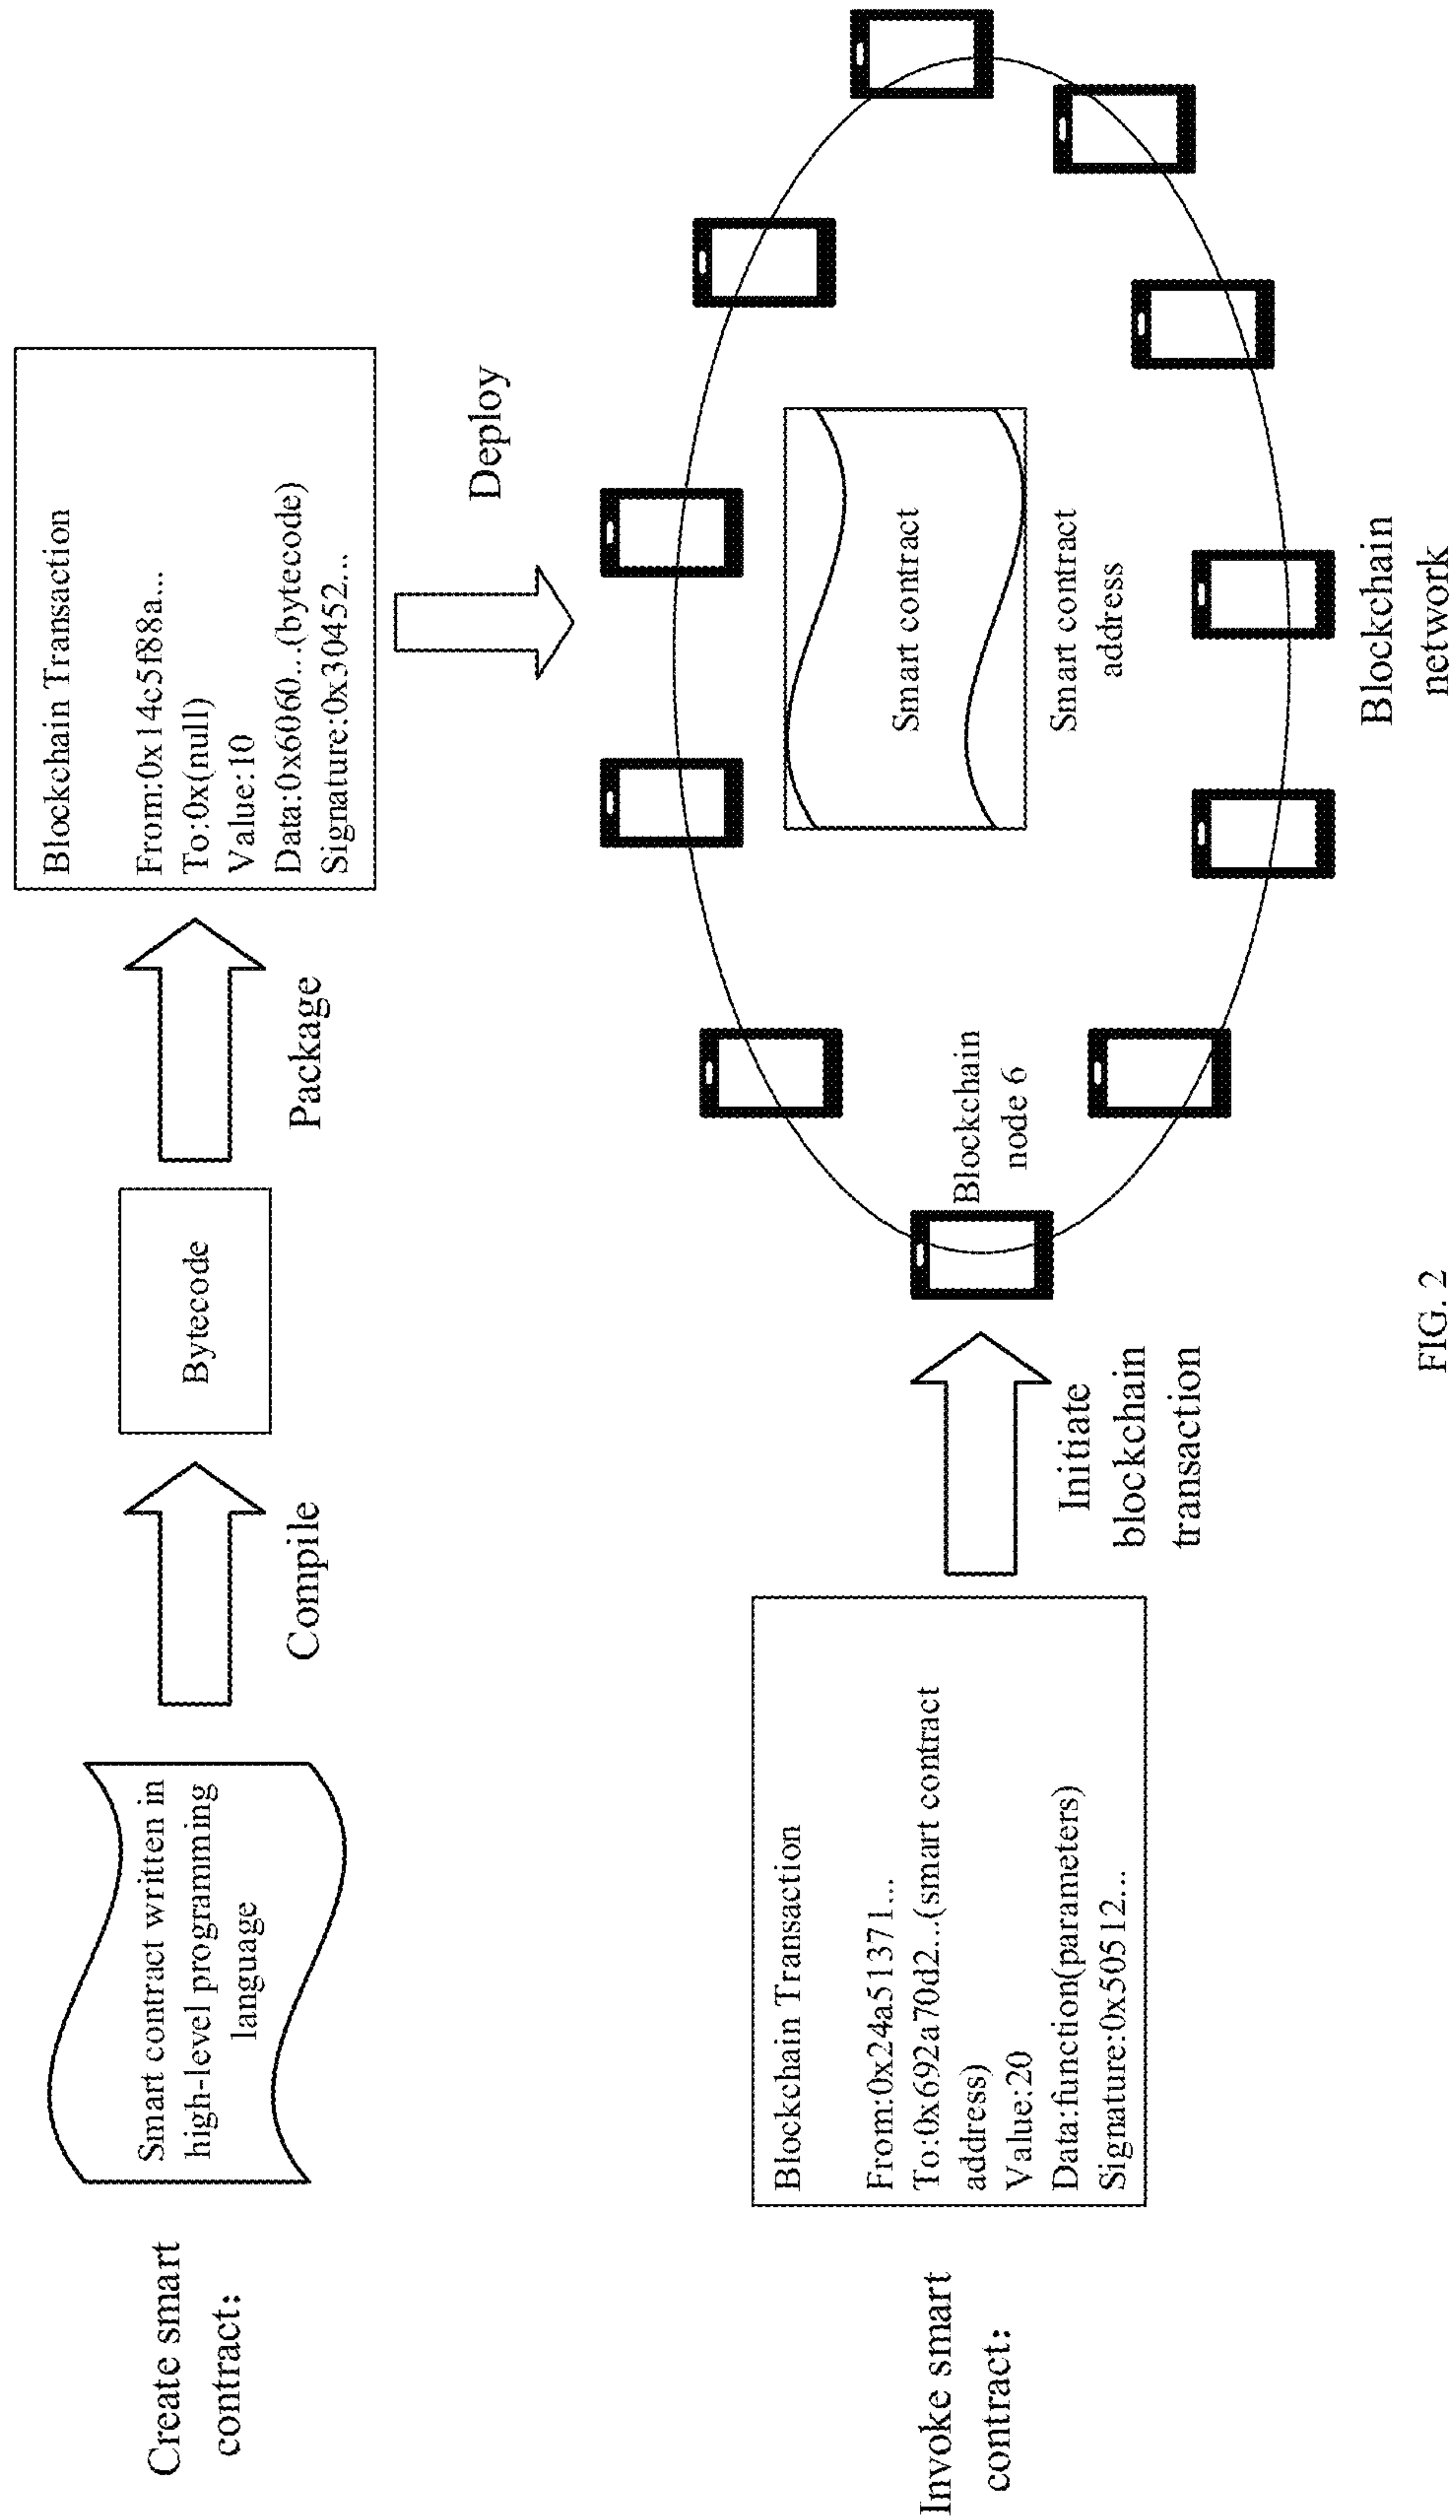 Create smart
contract:
Smart contract written in
high-level programming
language
Compile
Bytecode
Package
Blockchain Transaction
From:0x14c5f88a...
To:0x(null)
Value:10
Data:0x6060...(bytecode)
Signature:0x30452...
Deploy
Invoke smart
contract:
Blockchain Transaction
From:0x24a51371...
To:0x692a70d2...(smart contract
address)
Value:20
Data:function(parameters)
Signature:0x50512...
Initiate
blockchain
transaction
Blockchain
node 6
Smart contract
Smart contract
address
Blockchain
network
FIG. 2